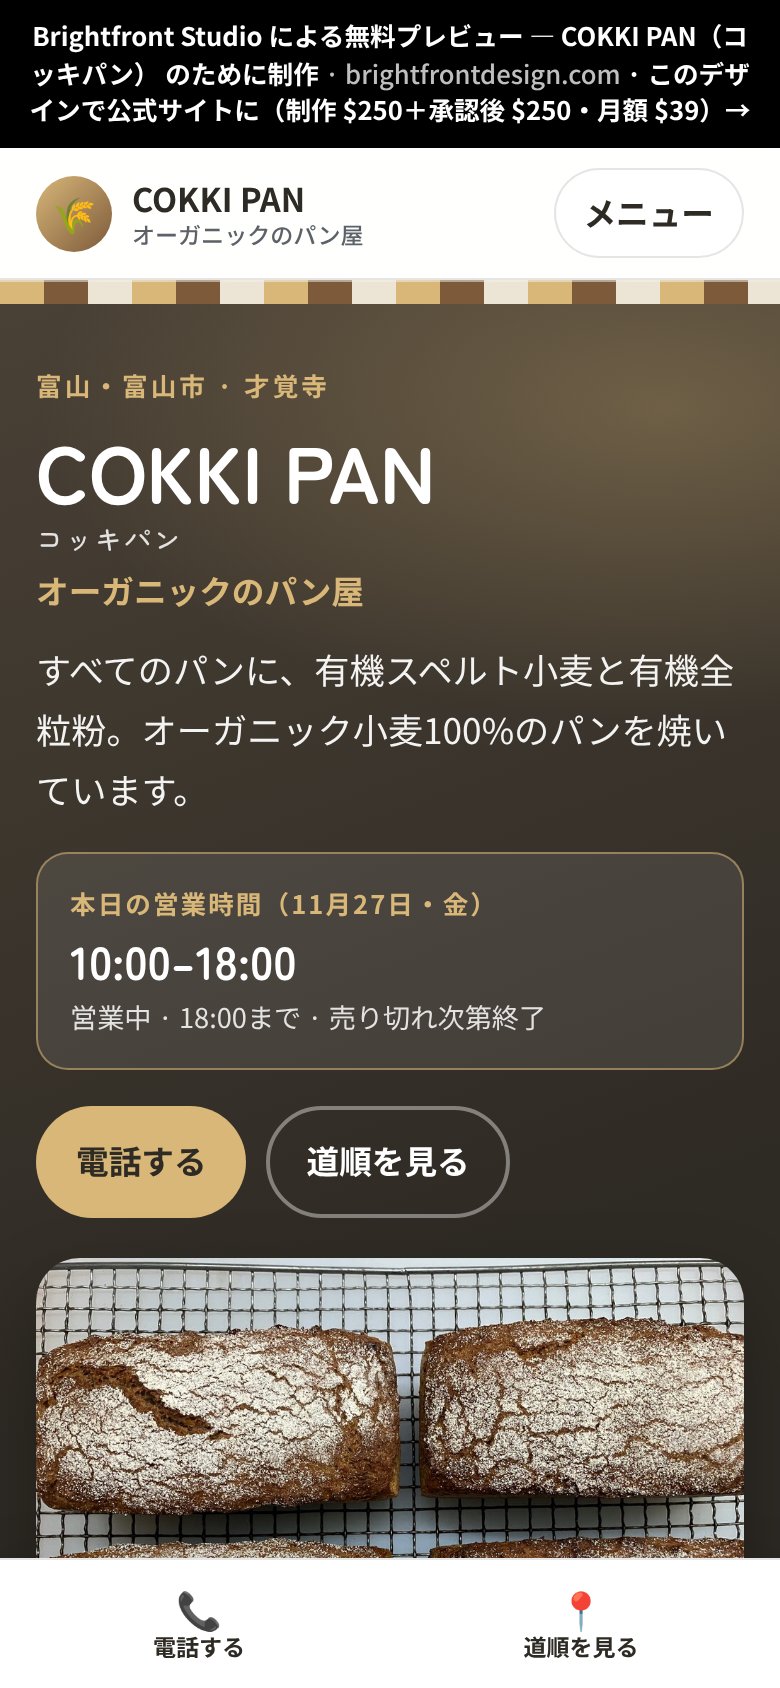 Brightfront Studio による無料プレビュー — COKKI PAN（コ
ッキパン） のために制作 · brightfrontdesign.com · このデザ
インで公式サイトに（制作 $250＋承認後 $250・月額 $39）→
COKKI PAN
オーガニックのパン屋
メニュー
富山・富山市 · 才覚寺
COKKI PAN
コッキパン
オーガニックのパン屋
すべてのパンに、有機スペルト小麦と有機全
粒粉。オーガニック小麦100%のパンを焼い
ています。
本日の営業時間（11月27日・金）
10:00–18:00
営業中 · 18:00まで · 売り切れ次第終了
電話する
道順を見る
電話する
道順を見る